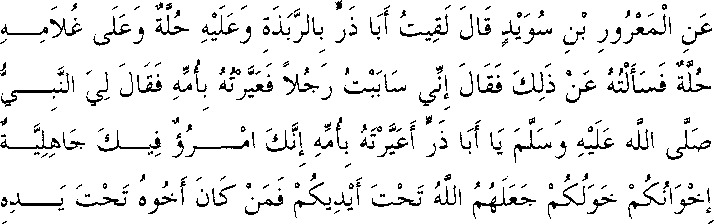 عَنِ الْمَعْرُورِ بْنِ سُوَيْدٍ قَالَ لَقِيتُ أَبَا ذَرٍّ بِالرَّبَذَةِ وَعَلَيْهِ حُلَّةٌ وَعَلَى غُلَامِهِ
حُلَّةٌ فَسَأَلْتُهُ عَنْ ذَلِكَ فَقَالَ إِنِّي سَابَبْتُ رَجُلاً فَعَيَّرْتُهُ بِأُمِّهِ فَقَالَ لِيَ النَّبِيُّ
صَلَّى اللَّه عَلَيْهِ وَسَلَّمَ يَا أَبَا ذَرٍّ أَعَيَّرْتَهُ بِأُمِّهِ إِنَّكَ امْرُؤٌ فِيكَ جَاهِلِيَّةٌ
إِخْوَانُكُمْ خَوَلُكُمْ جَعَلَهُمُ اللَّهُ تَحْتَ أَيْدِيكُمْ فَمَنْ كَانَ أَخُوهُ تَحْتَ يَدِهِ